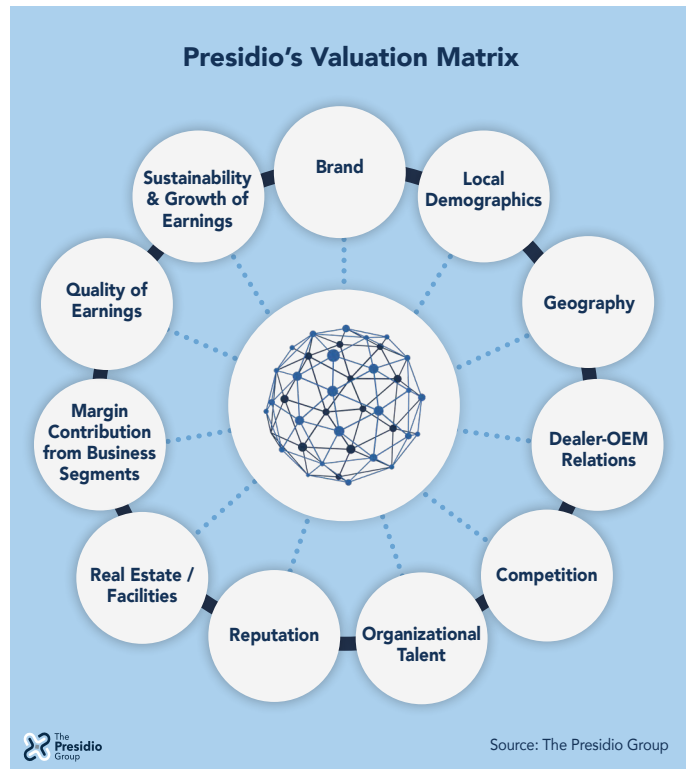 Presidio’s Valuation Matrix
Brand
Local
Demographics
Geography
Dealer-OEM
Relations
Competition
Organizational
Talent
Reputation
Real Estate /
Facilities
Margin
Contribution
from Business
Segments
Quality of
Earnings
Sustainability
& Growth of
Earnings
The
Presidio
Group
Source: The Presidio Group